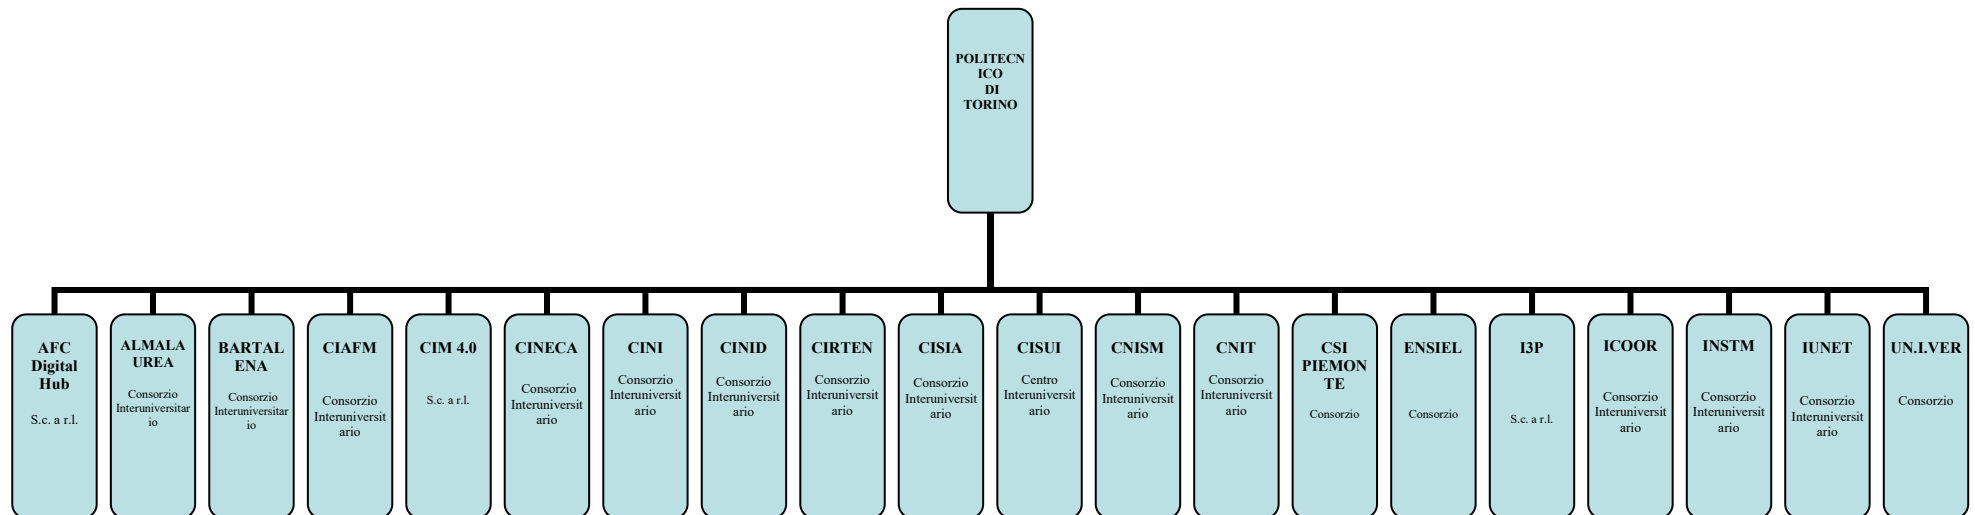 POLITECN
ICO
DI
TORINO
AFC
Digital
Hub
S.c. a r.l.
ALMALA
UREA
Consorzio
Interuniversitar
io
BARTAL
ENA
Consorzio
Interuniversitar
io
CIAFM
Consorzio
Interuniversit
ario
CIM 4.0
S.c. a r.l.
CINECA
Consorzio
Interuniversit
ario
CINI
Consorzio
Interuniversit
ario
CINID
Consorzio
Interuniversit
ario
CIRTEN
Consorzio
Interuniversit
ario
CISIA
Consorzio
Interuniversit
ario
CISUI
Centro
Interuniversit
ario
CNISM
Consorzio
Interuniversit
ario
CNIT
Consorzio
Interuniversit
ario
CSI
PIEMON
TE
Consorzio
ENSIEL
Consorzio
I3P
S.c. a r.l.
ICOOR
Consorzio
Interuniversit
ario
INSTM
Consorzio
Interuniversit
ario
IUNET
Consorzio
Interuniversit
ario
UN.I.VER
Consorzio